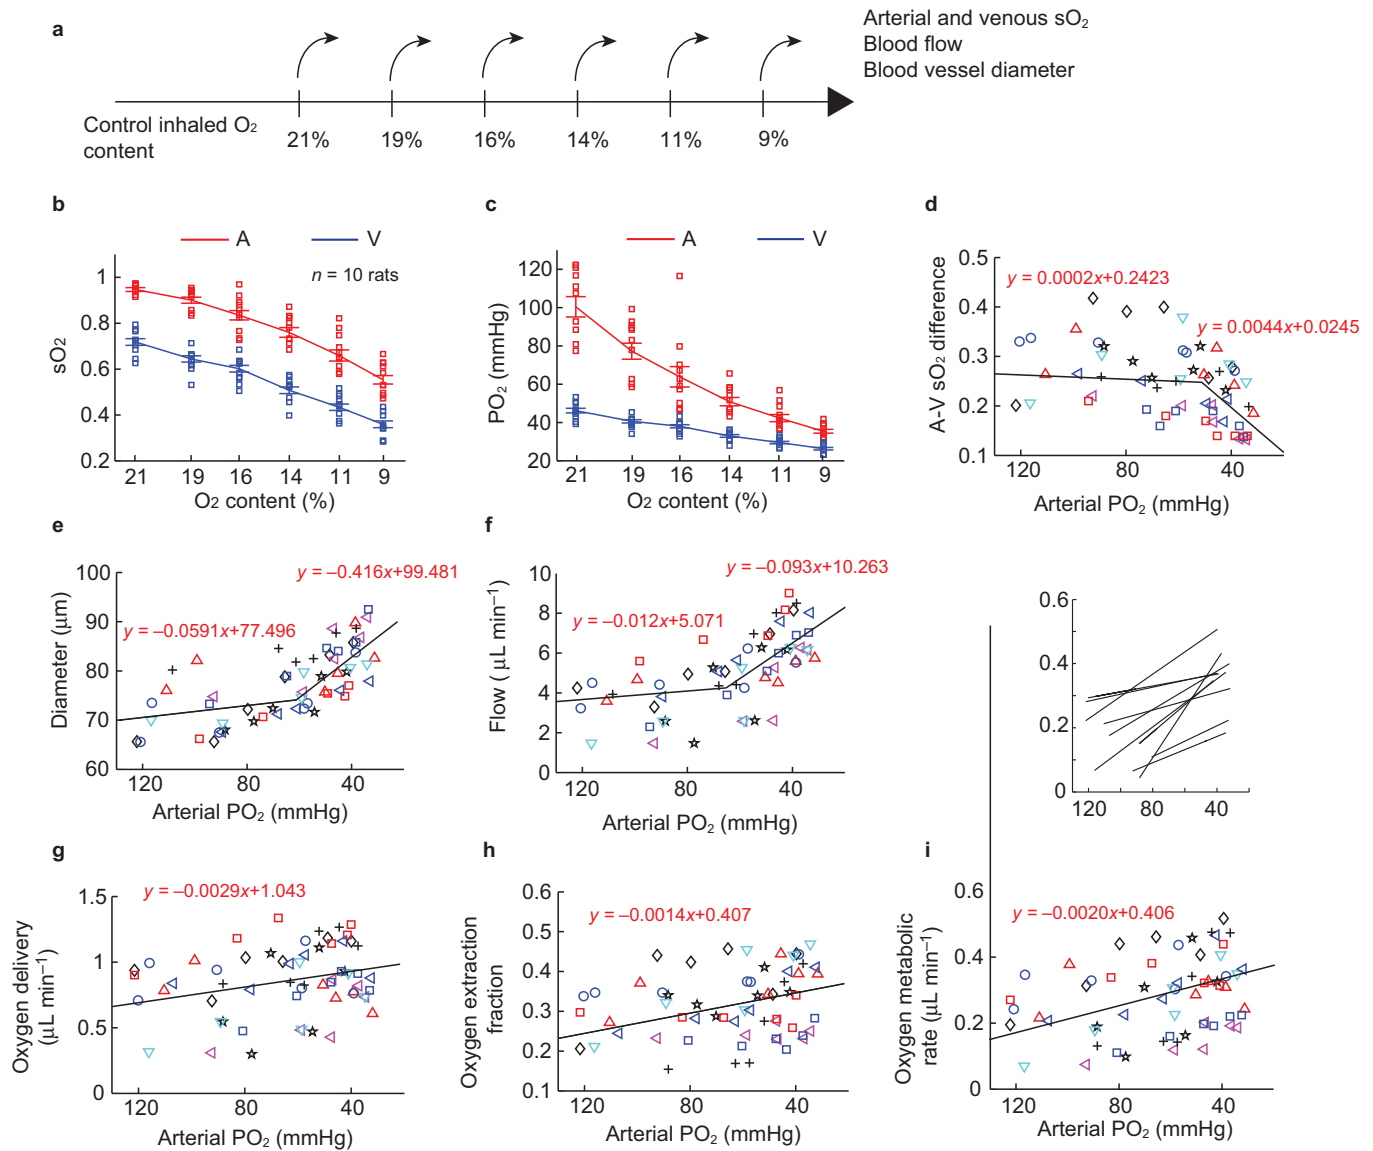 a
Arterial and venous sO2
Blood flow
Blood vessel diameter
Control inhaled O2
content
21% 19% 16% 14% 11% 9%
b
A V
n = 10 rats
1
0.8
0.6
0.4
0.2
sO2
21 19 16 14 11 9
O2 content (%)
c
A V
120
100
80
60
40
20
PO2 (mmHg)
21 19 16 14 11 9
O2 content (%)
d
y = 0.0002x+0.2423
y = 0.0044x+0.0245
0.5
0.4
0.3
0.2
0.1
A-V sO2 difference
120 80 40
Arterial PO2 (mmHg)
e
y = –0.416x+99.481
y = –0.0591x+77.496
100
90
80
70
60
Diameter (μm)
120 80 40
Arterial PO2 (mmHg)
f
y = –0.093x+10.263
y = –0.012x+5.071
10
8
6
4
2
0
Flow ( μL min–1)
120 80 40
Arterial PO2 (mmHg)
0.6
0.4
0.2
0
120 80 40
g
y = –0.0029x+1.043
1.5
1.0
0.5
0
Oxygen delivery
(μL min–1)
120 80 40
Arterial PO2 (mmHg)
h
y = –0.0014x+0.407
0.6
0.5
0.4
0.3
0.2
0.1
Oxygen extraction
fraction
120 80 40
Arterial PO2 (mmHg)
i
y = –0.0020x+0.406
0.6
0.4
0.2
0
Oxygen metabolic
rate (μL min–1)
120 80 40
Arterial PO2 (mmHg)